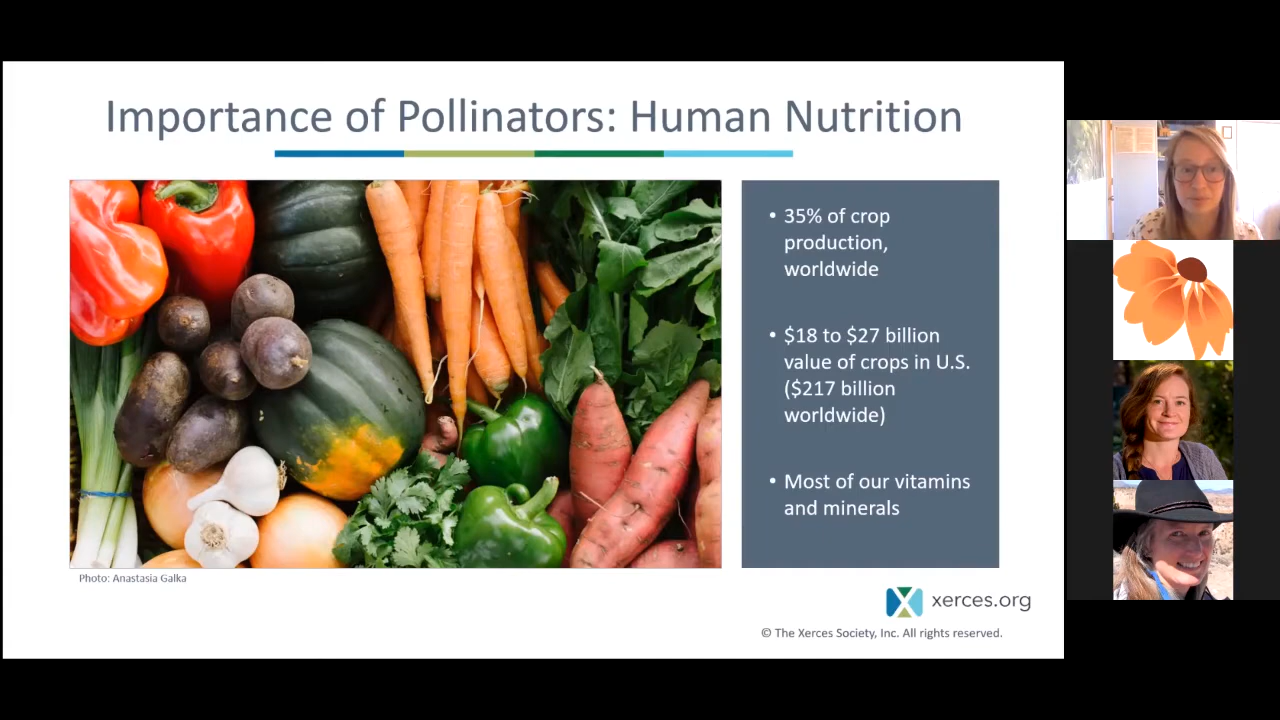 Importance of Pollinators: Human Nutrition
• 35% of crop
production,
worldwide
• $18 to $27 billion
value of crops in U.S.
($217 billion
worldwide)
• Most of our vitamins
and minerals
Photo: Anastasia Galka
xerces.org
© The Xerces Society, Inc. All rights reserved.